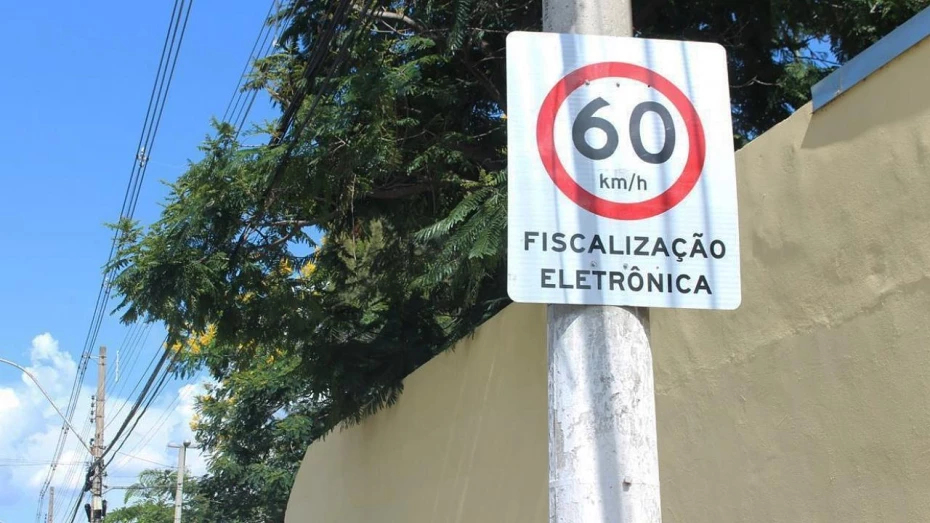 60
km/h
FISCALIZAÇÃO
ELETRÔNICA